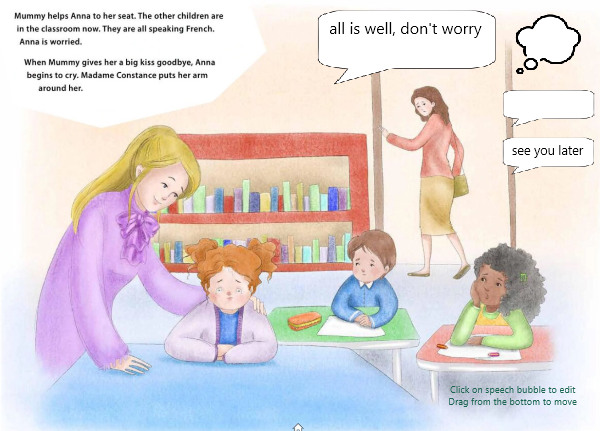 Mummy helps Anna to her seat. The other children are
in the classroom now. They are all speaking French.
Anna is worried.
When Mummy gives her a big kiss goodbye, Anna
begins to cry. Madame Constance puts her arm
around her.
all is well, don't worry
see you later
Click on speech bubble to edit
Drag from the bottom to move